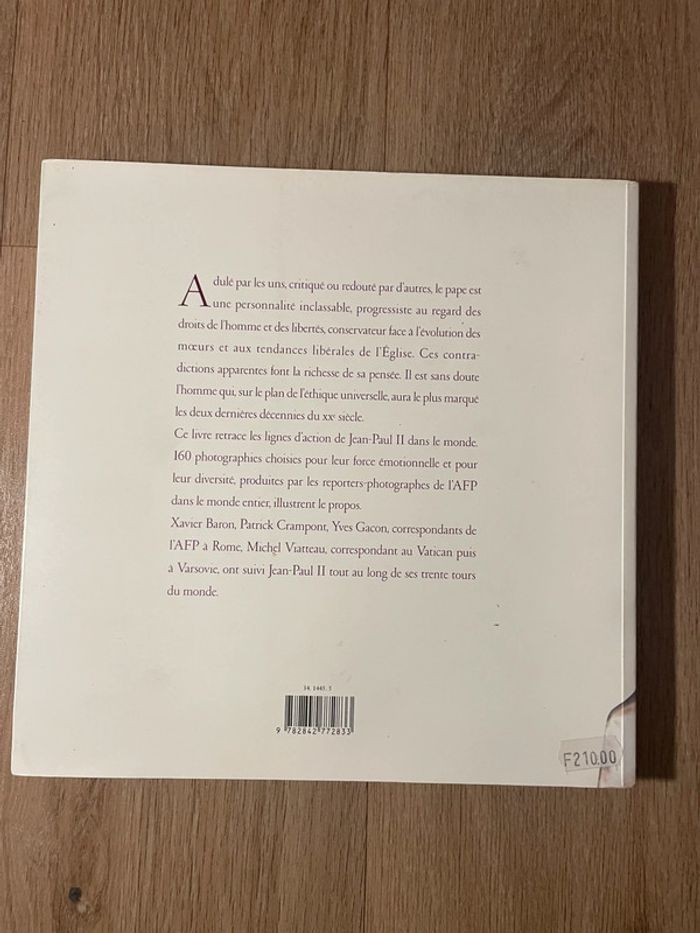 Adulé par les uns, critiqué ou redouté par d'autres, le pape est
une personnalité inclassable, progressiste au regard des
droits de l'homme et des libertés, conservateur face à l'évolution des
mœurs et aux tendances libérales de l'Église. Ces contra-
dictions apparentes font la richesse de sa pensée. Il est sans doute
l'homme qui, sur le plan de l'éthique universelle, aura le plus marqué
les deux dernières décennies du XXe siècle.
Ce livre retrace les lignes d'action de Jean-Paul II dans le monde.
160 photographies choisies pour leur force émotionnelle et pour
leur diversité, produites par les reporters-photographes de l'AFP
dans le monde entier, illustrent le propos.
Xavier Baron, Patrick Crampont, Yves Gacon, correspondants de
l'AFP à Rome, Michel Viatteau, correspondant au Vatican puis
à Varsovie, ont suivi Jean-Paul II tout au long de ses trente tours
du monde.
34.1445.5
9 782842 772833
F210.00